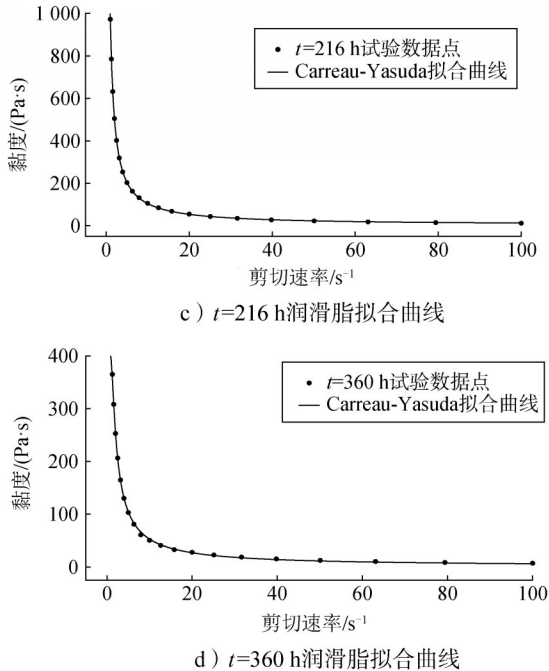 1 000
800
600
400
200
0
黏度/(Pa·s)
t=216 h试验数据点
Carreau-Yasuda拟合曲线
0 20 40 60 80 100
剪切速率/s⁻¹
c）t=216 h润滑脂拟合曲线
400
300
200
100
0
黏度/(Pa·s)
t=360 h试验数据点
Carreau-Yasuda拟合曲线
0 20 40 60 80 100
剪切速率/s⁻¹
d）t=360 h润滑脂拟合曲线